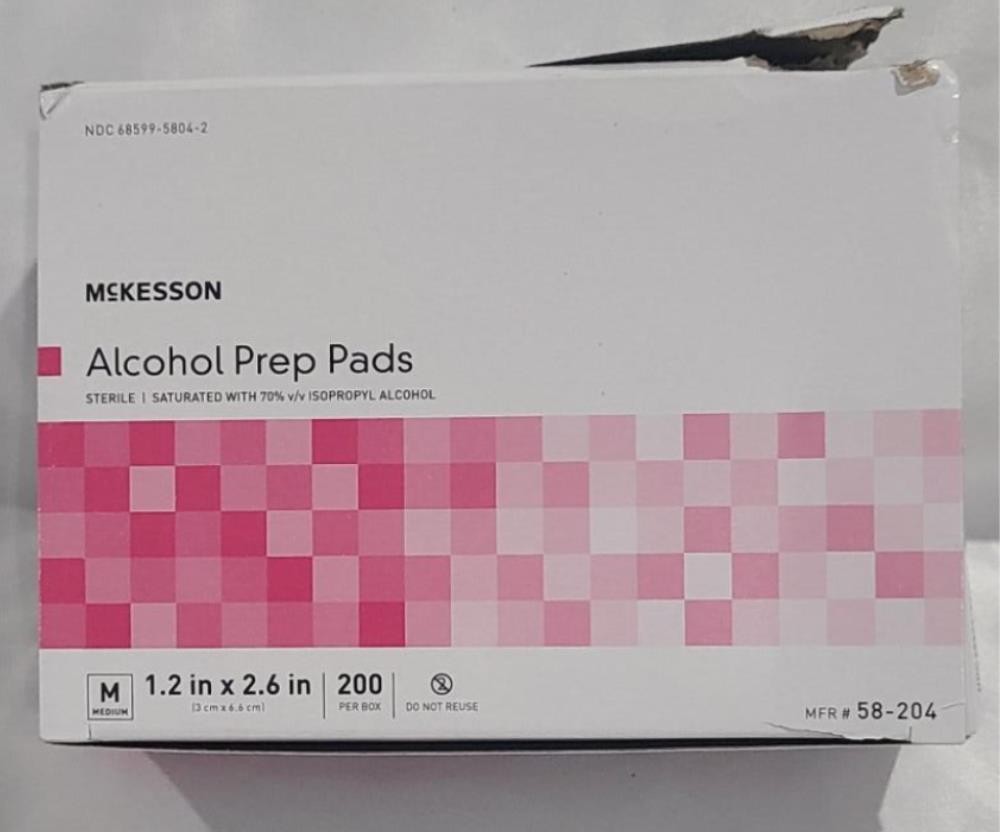 NDC 68599-5804-2
McKESSON
Alcohol Prep Pads
STERILE | SATURATED WITH 70% v/v ISOPROPYL ALCOHOL
M
MEDIUM
1.2 in x 2.6 in
(3 cm x 6.6 cm)
200
PER BOX
2
DO NOT REUSE
MFR # 58-204